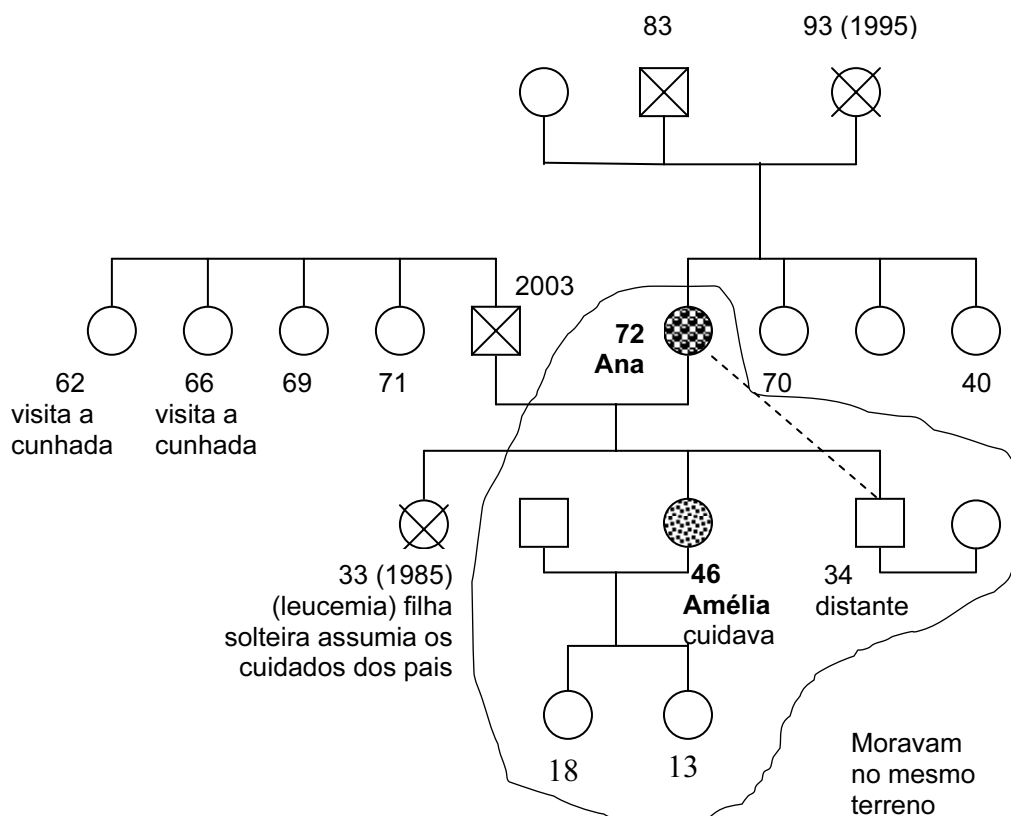 83
93 (1995)
2003
72
Ana
62
visita a
cunhada
66
visita a
cunhada
69
71
70
40
33 (1985)
(leucemia) filha
solteira assumia os
cuidados dos pais
46
Amélia
cuidava
34
distante
18
13
Moravam
no mesmo
terreno